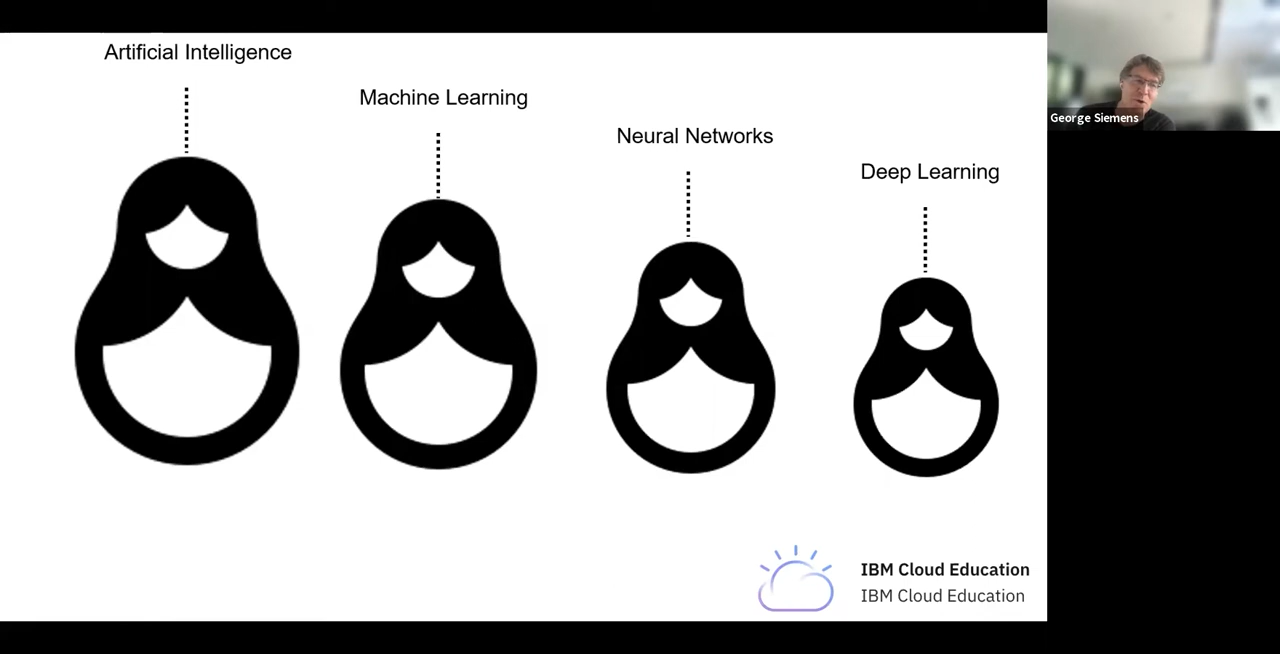 Artificial Intelligence
Machine Learning
Neural Networks
Deep Learning
George Siemens
IBM Cloud Education
IBM Cloud Education